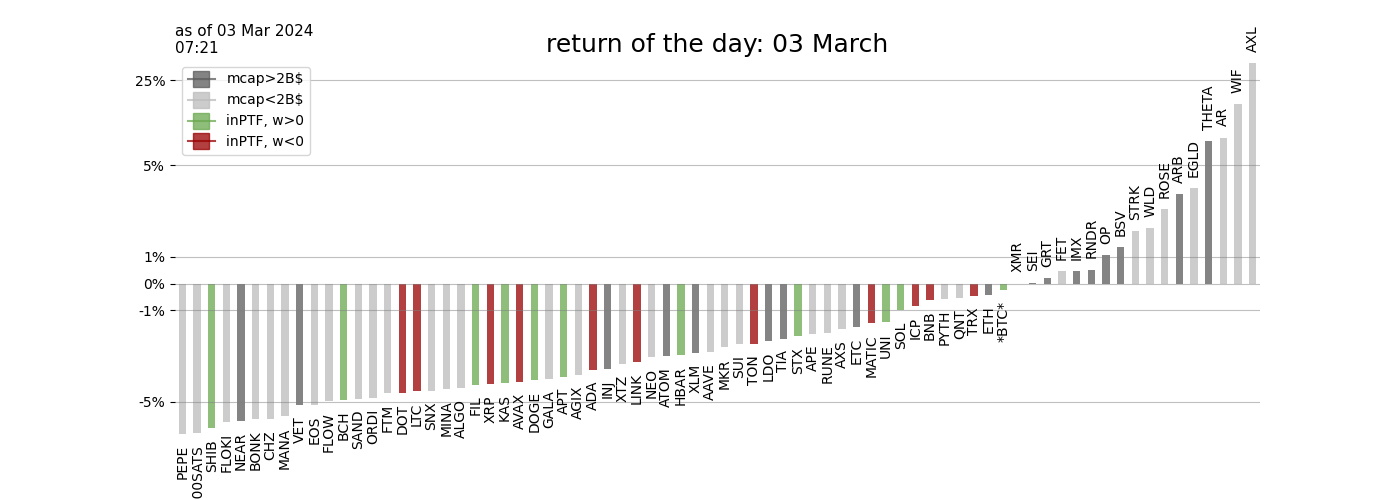 as of 03 Mar 2024
07:21
return of the day: 03 March
mcap>2B$
mcap<2B$
inPTF, w>0
inPTF, w<0
25%
5%
1%
0%
-1%
-5%
PEPE
00SATS
SHIB
FLOKI
NEAR
BONK
CHZ
MANA
VET
EOS
FLOW
BCH
SAND
ORDI
FTM
DOT
LTC
SNX
MINA
ALGO
FIL
XRP
KAS
AVAX
DOGE
GALA
APT
AGIX
ADA
INJ
XTZ
LINK
NEO
ATOM
HBAR
XLM
AAVE
MKR
SUI
TON
LDO
TIA
STX
APE
RUNE
AXS
ETC
MATIC
UNI
SOL
ICP
BNB
PYTH
QNT
TRX
ETH
*BTC*
XMR
SEI
GRT
FET
IMX
RNDR
OP
BSV
STRK
WLD
ROSE
ARB
EGLD
THETA
AR
WIF
AXL